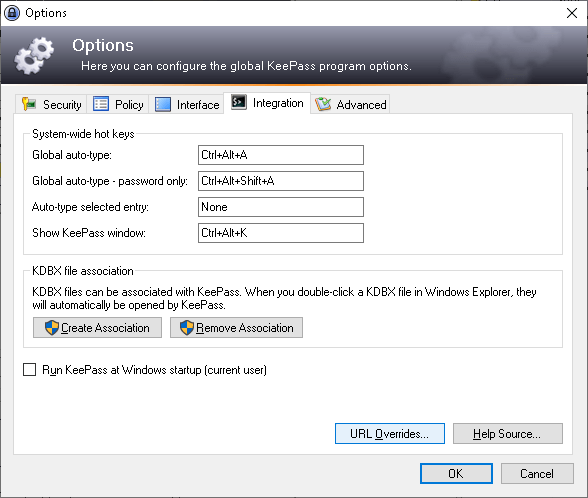 Options
Options
Here you can configure the global KeePass program options.
Security Policy Interface Integration Advanced
System-wide hot keys
Global auto-type: Ctrl+Alt+A
Global auto-type - password only: Ctrl+Alt+Shift+A
Auto-type selected entry: None
Show KeePass window: Ctrl+Alt+K
KDBX file association
KDBX files can be associated with KeePass. When you double-click a KDBX file in Windows Explorer, they
will automatically be opened by KeePass.
Create Association Remove Association
Run KeePass at Windows startup (current user)
URL Overrides... Help Source...
OK Cancel